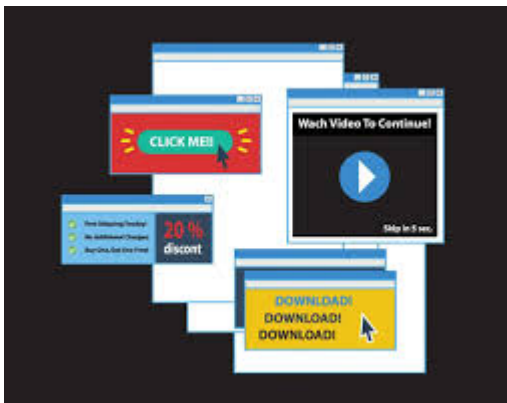 CLICK ME!!
Wach Video To Continue!
Skip in 5 sec.
Free Shipping Today!
No Additional Charges
Buy One, Get One Free!
20 %
discont
DOWNLOAD!
DOWNLOAD!
DOWNLOAD!